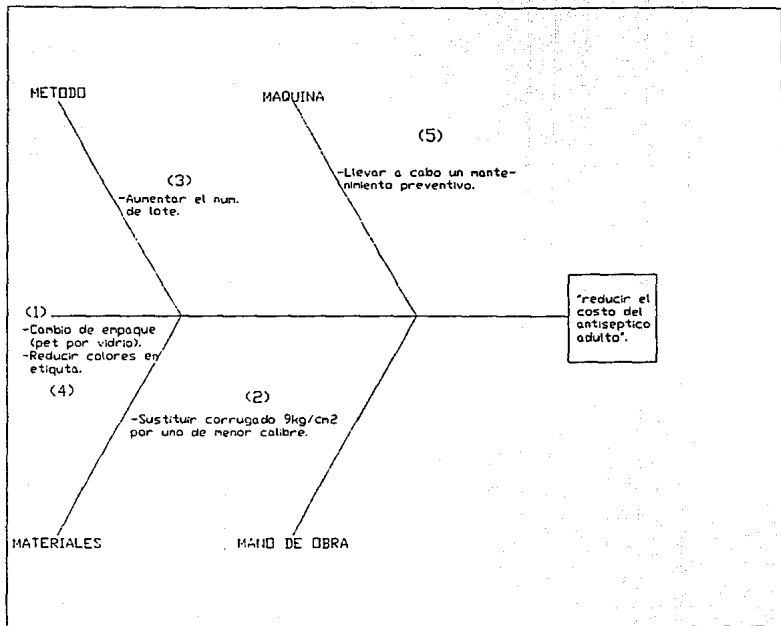 METODO
MAQUINA
(5)
-Llevar a cabo un mante-
nimiento preventivo.
(3)
-Aumentar el num.
de lote.
(1)
-Cambio de empaque
(pet por vidrio).
-Reducir colores en
etiquta.
(4)
"reducir el
costo del
antiseptico
adulto".
(2)
-Sustituir corrugado 9kg/cm2
por uno de menor calibre.
MATERIALES
MANO DE OBRA